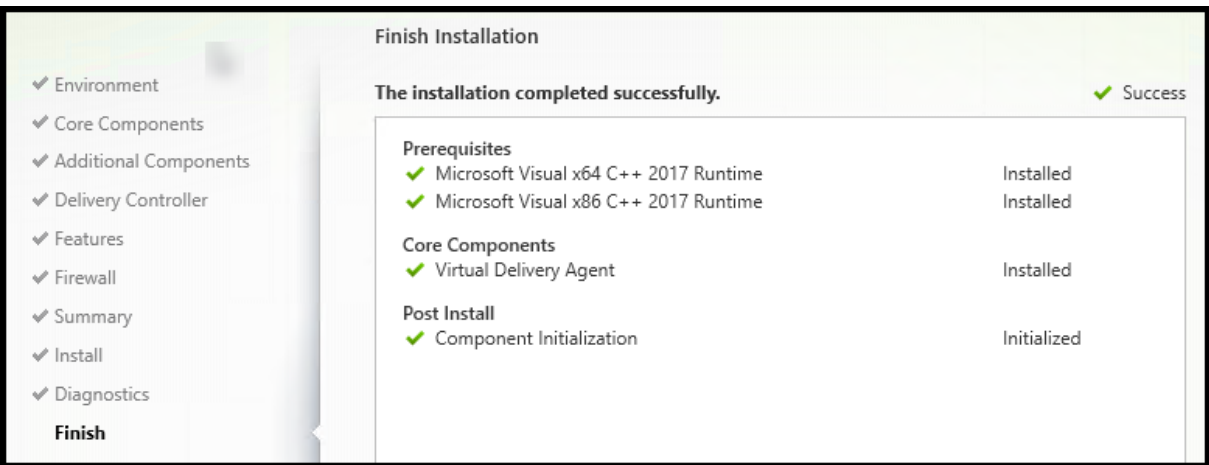 Environment
Core Components
Additional Components
Delivery Controller
Features
Firewall
Summary
Install
Diagnostics
Finish
Finish Installation
The installation completed successfully. Success
Prerequisites
Microsoft Visual x64 C++ 2017 Runtime Installed
Microsoft Visual x86 C++ 2017 Runtime Installed
Core Components
Virtual Delivery Agent Installed
Post Install
Component Initialization Initialized